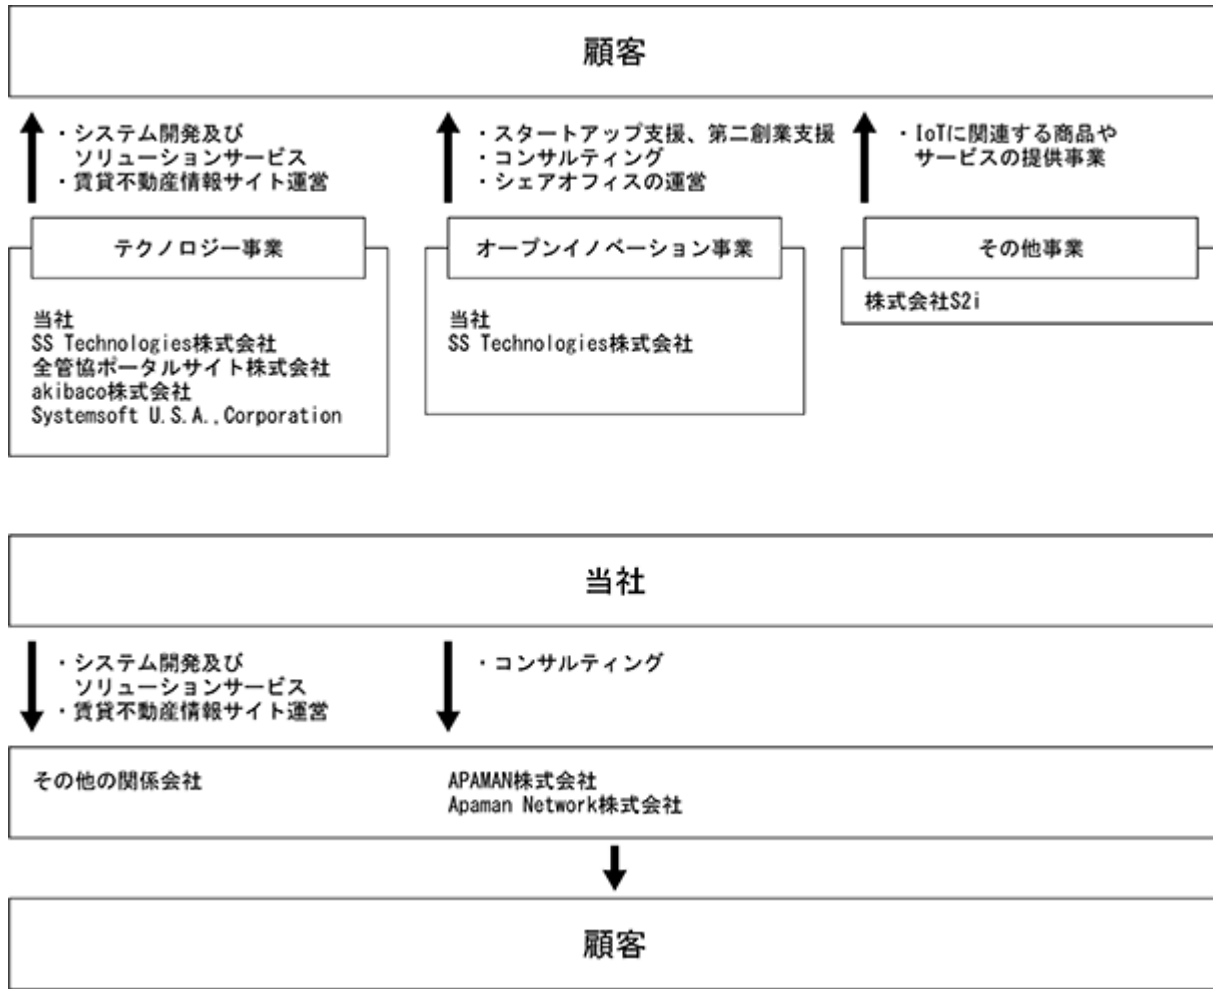 顧客
・システム開発及び
ソリューションサービス
・賃貸不動産情報サイト運営
・スタートアップ支援、第二創業支援
・コンサルティング
・シェアオフィスの運営
・IoTに関連する商品や
サービスの提供事業
テクノロジー事業
当社
SS Technologies株式会社
全管協ポータルサイト株式会社
akibaco株式会社
Systemsoft U.S.A.,Corporation
オープンイノベーション事業
当社
SS Technologies株式会社
その他事業
株式会社S2i
当社
・システム開発及び
ソリューションサービス
・賃貸不動産情報サイト運営
・コンサルティング
その他の関係会社
APAMAN株式会社
Apaman Network株式会社
顧客